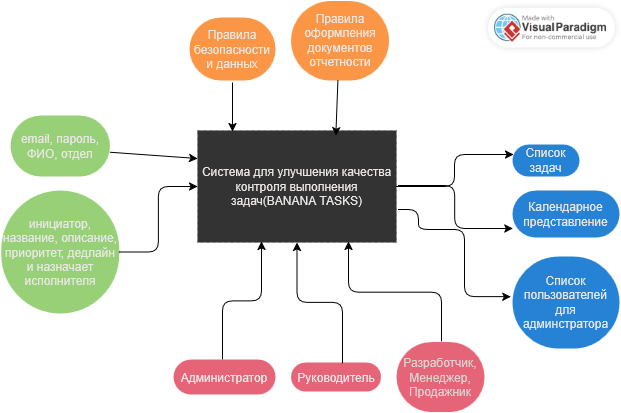 Правила
безопасности
и данных
Правила
оформления
документов
отчетности
Made with
Visual Paradigm
For non-commercial use
email, пароль,
ФИО, отдел
инициатор,
название, описание,
приоритет, дедлайн
и назначает
исполнителя
Система для улучшения качества
контроля выполнения
задач(BANANA TASKS)
Список
задач
Календарное
представление
Список
пользователей
для
админстратора
Администратор
Руководитель
Разработчик,
Менеджер,
Продажник